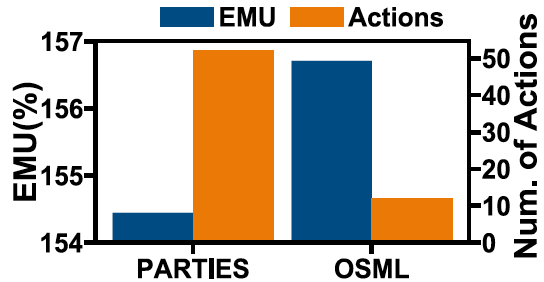 EMU Actions
EMU(%)
157
156
155
154
50
40
30
20
10
0
Num. of Actions
PARTIES OSML